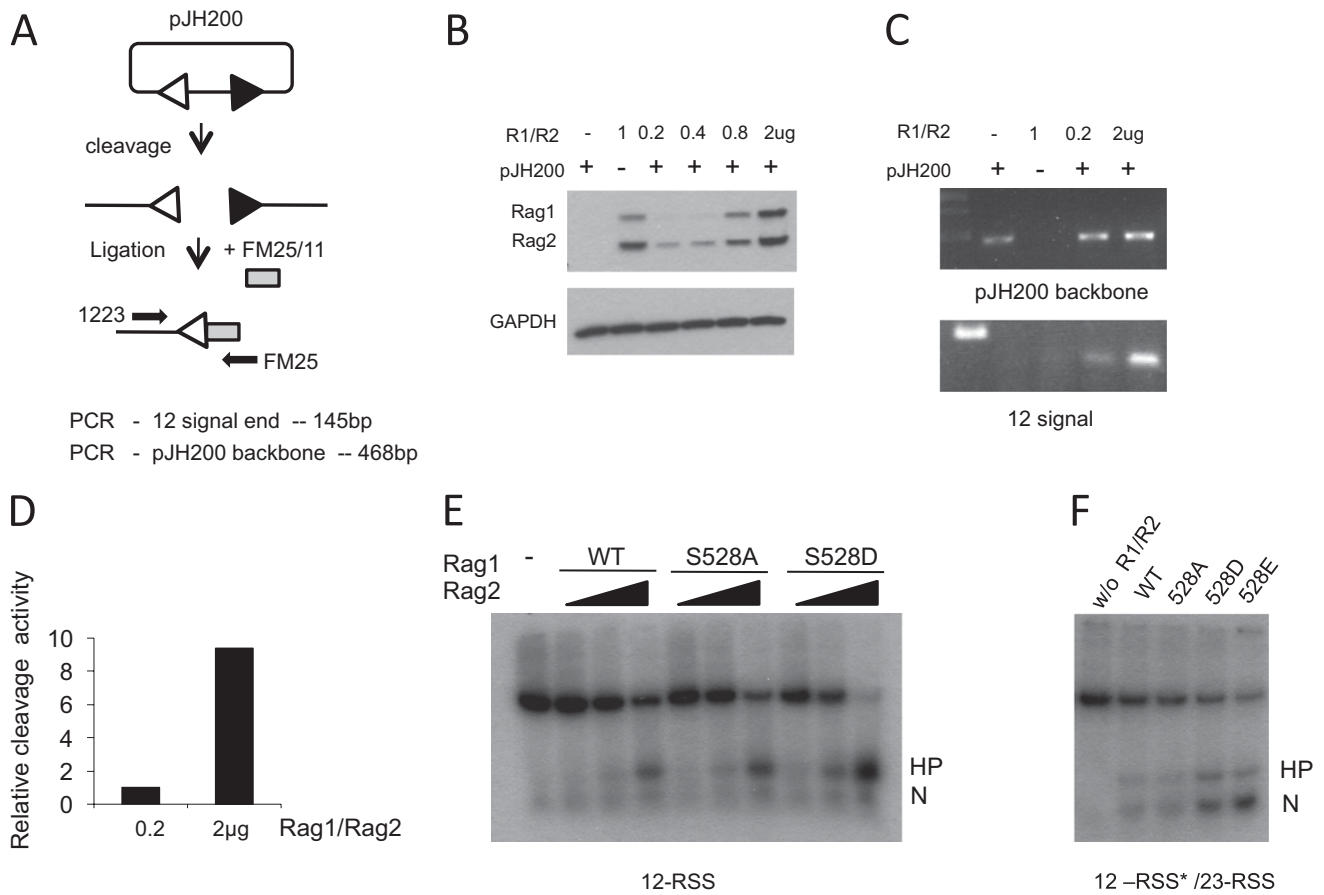 A
pJH200
cleavage
Ligation
+ FM25/11
1223
FM25
PCR - 12 signal end -- 145bp
PCR - pJH200 backbone -- 468bp
B
R1/R2 - 1 0.2 0.4 0.8 2ug
pJH200 + - + + + +
Rag1
Rag2
GAPDH
C
R1/R2 - 1 0.2 2ug
pJH200 + - + +
pJH200 backbone
12 signal
D
Relative cleavage activity
10
8
6
4
2
0
0.2 2µg Rag1/Rag2
E
Rag1 - WT S528A S528D
Rag2
HP
N
12-RSS
F
w/o R1/R2
WT
528A
528D
528E
HP
N
12 –RSS* /23-RSS